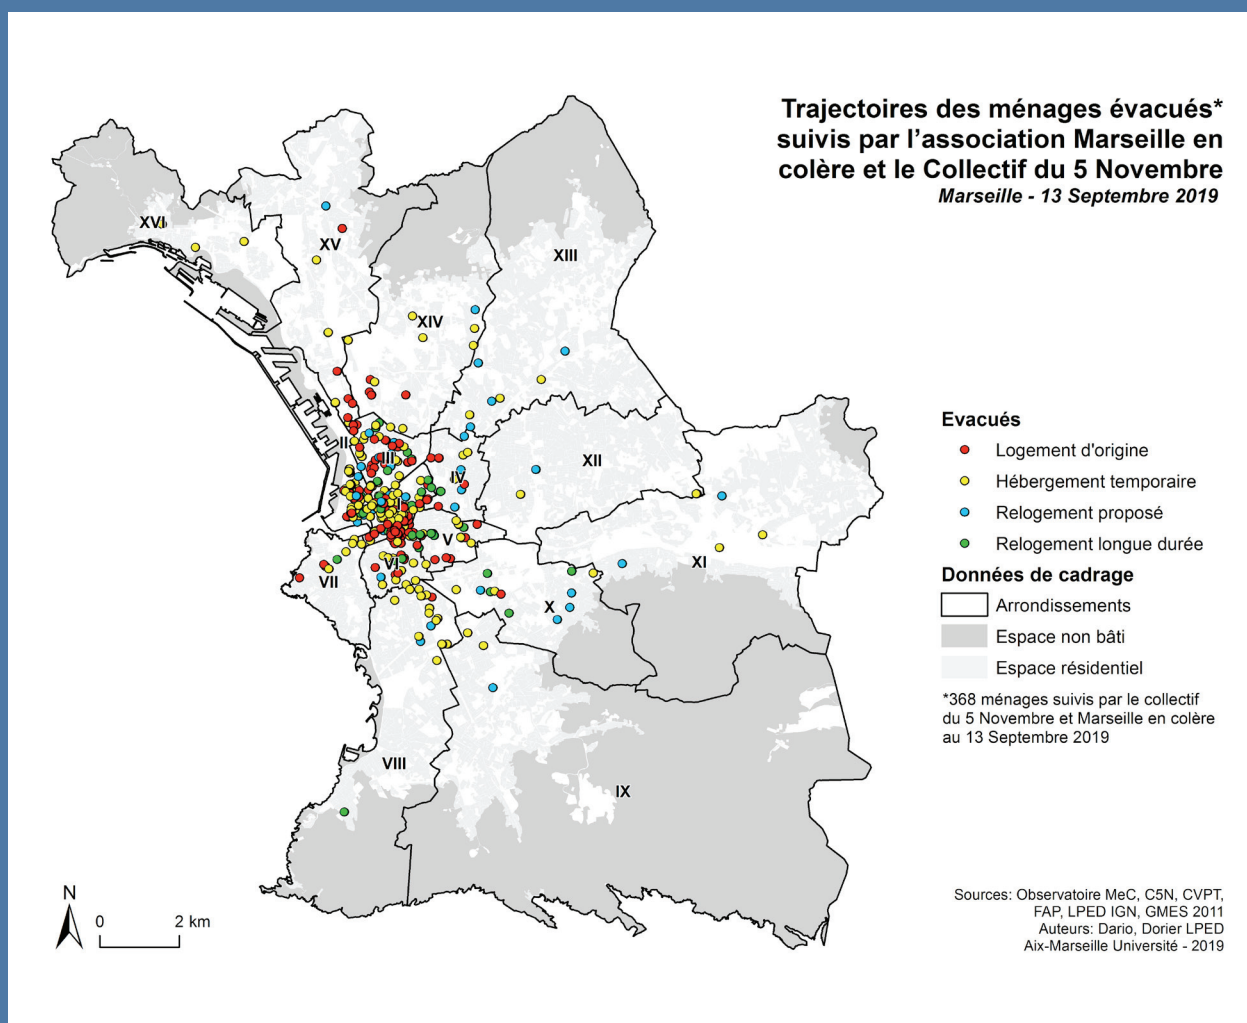 Trajectoires des ménages évacués*
suivis par l'association Marseille en
colère et le Collectif du 5 Novembre
Marseille - 13 Septembre 2019
XVI
XV
XIII
XIV
II
III
XII
IV
I
V
VI
XI
VII
X
VIII
IX
Evacués
Logement d'origine
Hébergement temporaire
Relogement proposé
Relogement longue durée
Données de cadrage
Arrondissements
Espace non bâti
Espace résidentiel
*368 ménages suivis par le collectif
du 5 Novembre et Marseille en colère
au 13 Septembre 2019
N
0 2 km
Sources: Observatoire MeC, C5N, CVPT,
FAP, LPED IGN, GMES 2011
Auteurs: Dario, Dorier LPED
Aix-Marseille Université - 2019